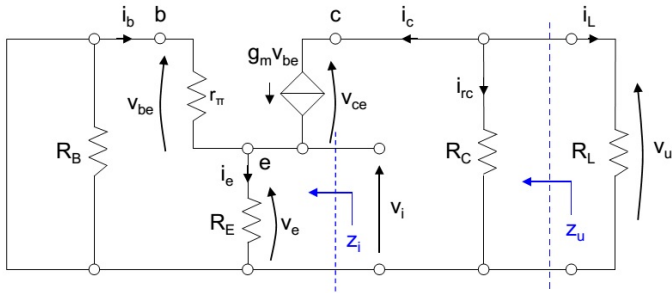 i_b b c i_c i_L
g_m v_be
v_be r_π v_ce i_rc
R_B e R_C R_L v_u
i_e v_i
R_E v_e z_i z_u